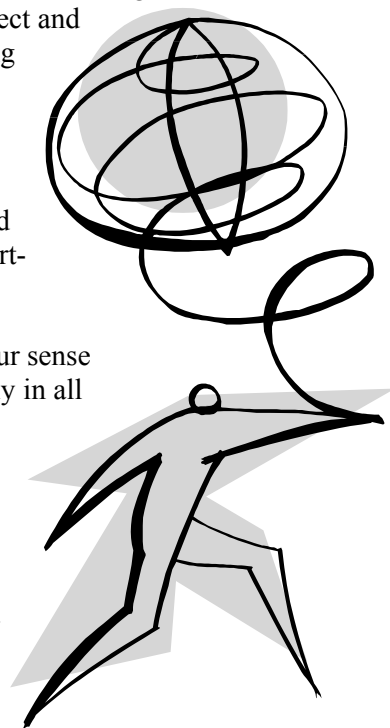 ect and
g
d
rt-
ur sense
y in all